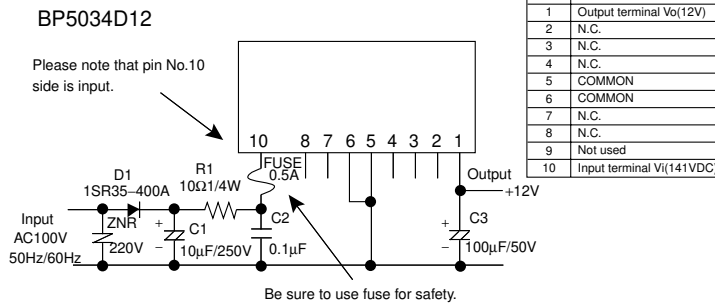 BP5034D12
Please note that pin No.10
side is input.
10 8 7 6 5 4 3 2 1
FUSE
0.5A
D1
1SR35–400A
R1
10Ω1/4W
Output
+12V
Input
AC100V
50Hz/60Hz
ZNR
220V
+
–
C1
10μF/250V
C2
0.1μF
+
–
C3
100μF/50V
Be sure to use fuse for safety.
1 Output terminal Vo(12V)
2 N.C.
3 N.C.
4 N.C.
5 COMMON
6 COMMON
7 N.C.
8 N.C.
9 Not used
10 Input terminal Vi(141VDC)